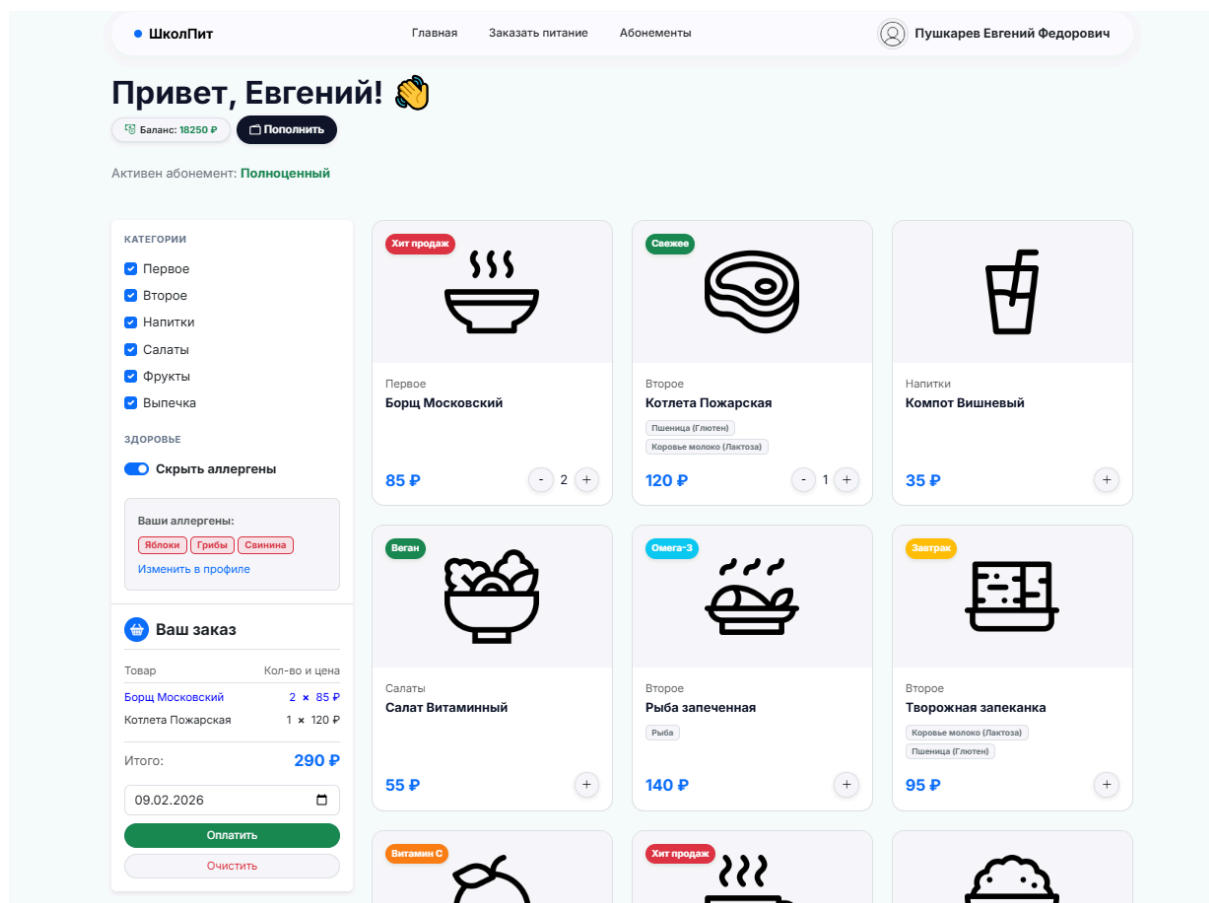 ШколПит
Главная Заказать питание Абонементы
Пушкарев Евгений Федорович
Привет, Евгений! 👋
Баланс: 18250 ₽ Пополнить
Активен абонемент: Полноценный
КАТЕГОРИИ
Первое
Второе
Напитки
Салаты
Фрукты
Выпечка
ЗДОРОВЬЕ
Скрыть аллергены
Ваши аллергены:
Яблоки Грибы Свинина
Изменить в профиле
Ваш заказ
Товар Кол-во и цена
Борщ Московский 2 × 85 ₽
Котлета Пожарская 1 × 120 ₽
Итого: 290 ₽
09.02.2026
Оплатить
Очистить
Хит продаж
Первое
Борщ Московский
85 ₽ - 2 +
Свежее
Второе
Котлета Пожарская
Пшеница (Глютен)
Коровье молоко (Лактоза)
120 ₽ - 1 +
Напитки
Компот Вишневый
35 ₽ +
Веган
Салаты
Салат Витаминный
55 ₽ +
Омега-3
Второе
Рыба запеченная
Рыба
140 ₽ +
Завтрак
Второе
Творожная запеканка
Коровье молоко (Лактоза)
Пшеница (Глютен)
95 ₽ +
Витамин С
Хит продаж